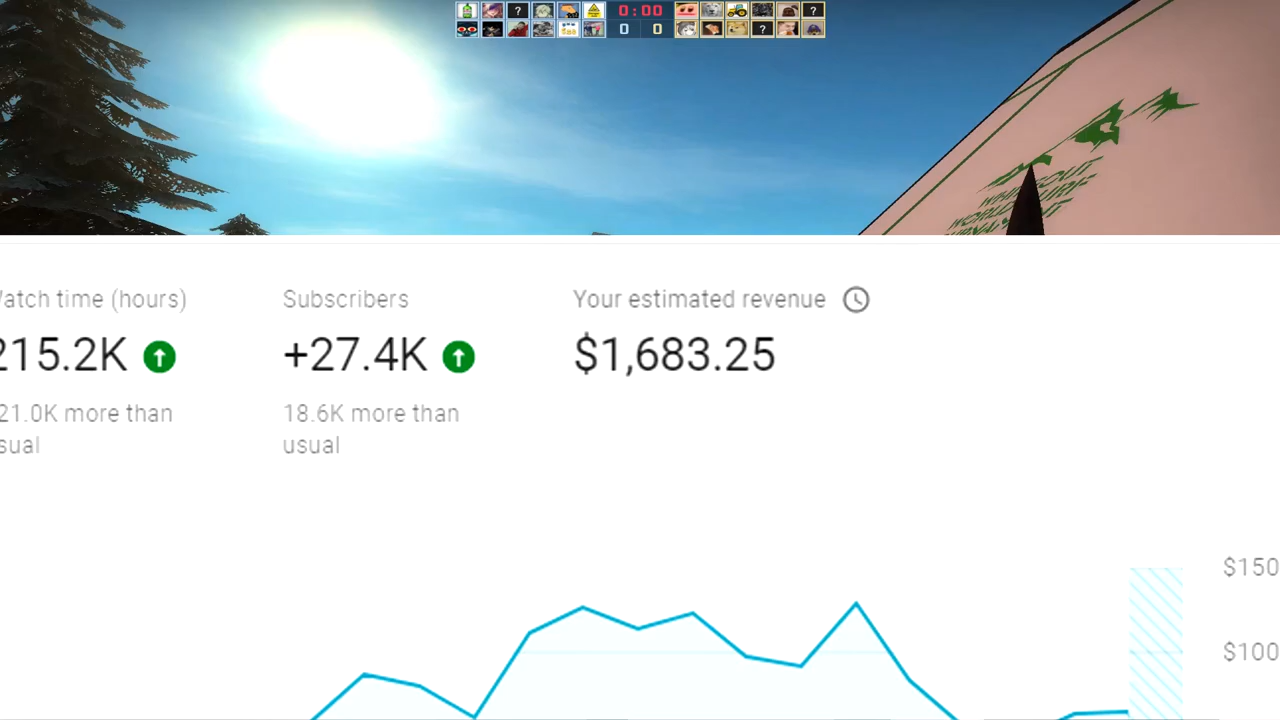 ? 0:00 ?
0 0 ?
WORLD
Watch time (hours) Subscribers Your estimated revenue
215.2K +27.4K $1,683.25
21.0K more than 18.6K more than
usual usual
$150
$100